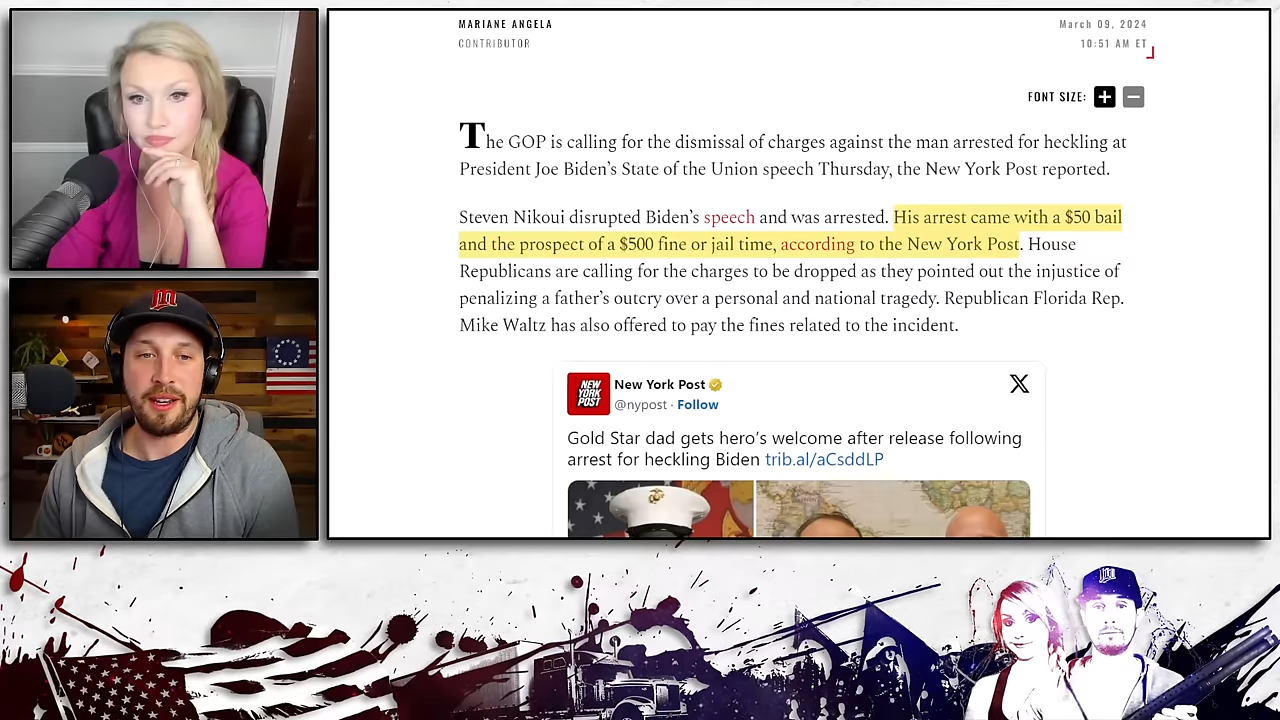 MARIANE ANGELA
CONTRIBUTOR
March 09, 2024
10:51 AM ET
FONT SIZE:
The GOP is calling for the dismissal of charges against the man arrested for heckling at
President Joe Biden’s State of the Union speech Thursday, the New York Post reported.
Steven Nikoui disrupted Biden’s speech and was arrested. His arrest came with a $50 bail
and the prospect of a $500 fine or jail time, according to the New York Post. House
Republicans are calling for the charges to be dropped as they pointed out the injustice of
penalizing a father’s outcry over a personal and national tragedy. Republican Florida Rep.
Mike Waltz has also offered to pay the fines related to the incident.
NEW
YORK
POST
New York Post
@nypost · Follow
Gold Star dad gets hero’s welcome after release following
arrest for heckling Biden trib.al/aCsddLP